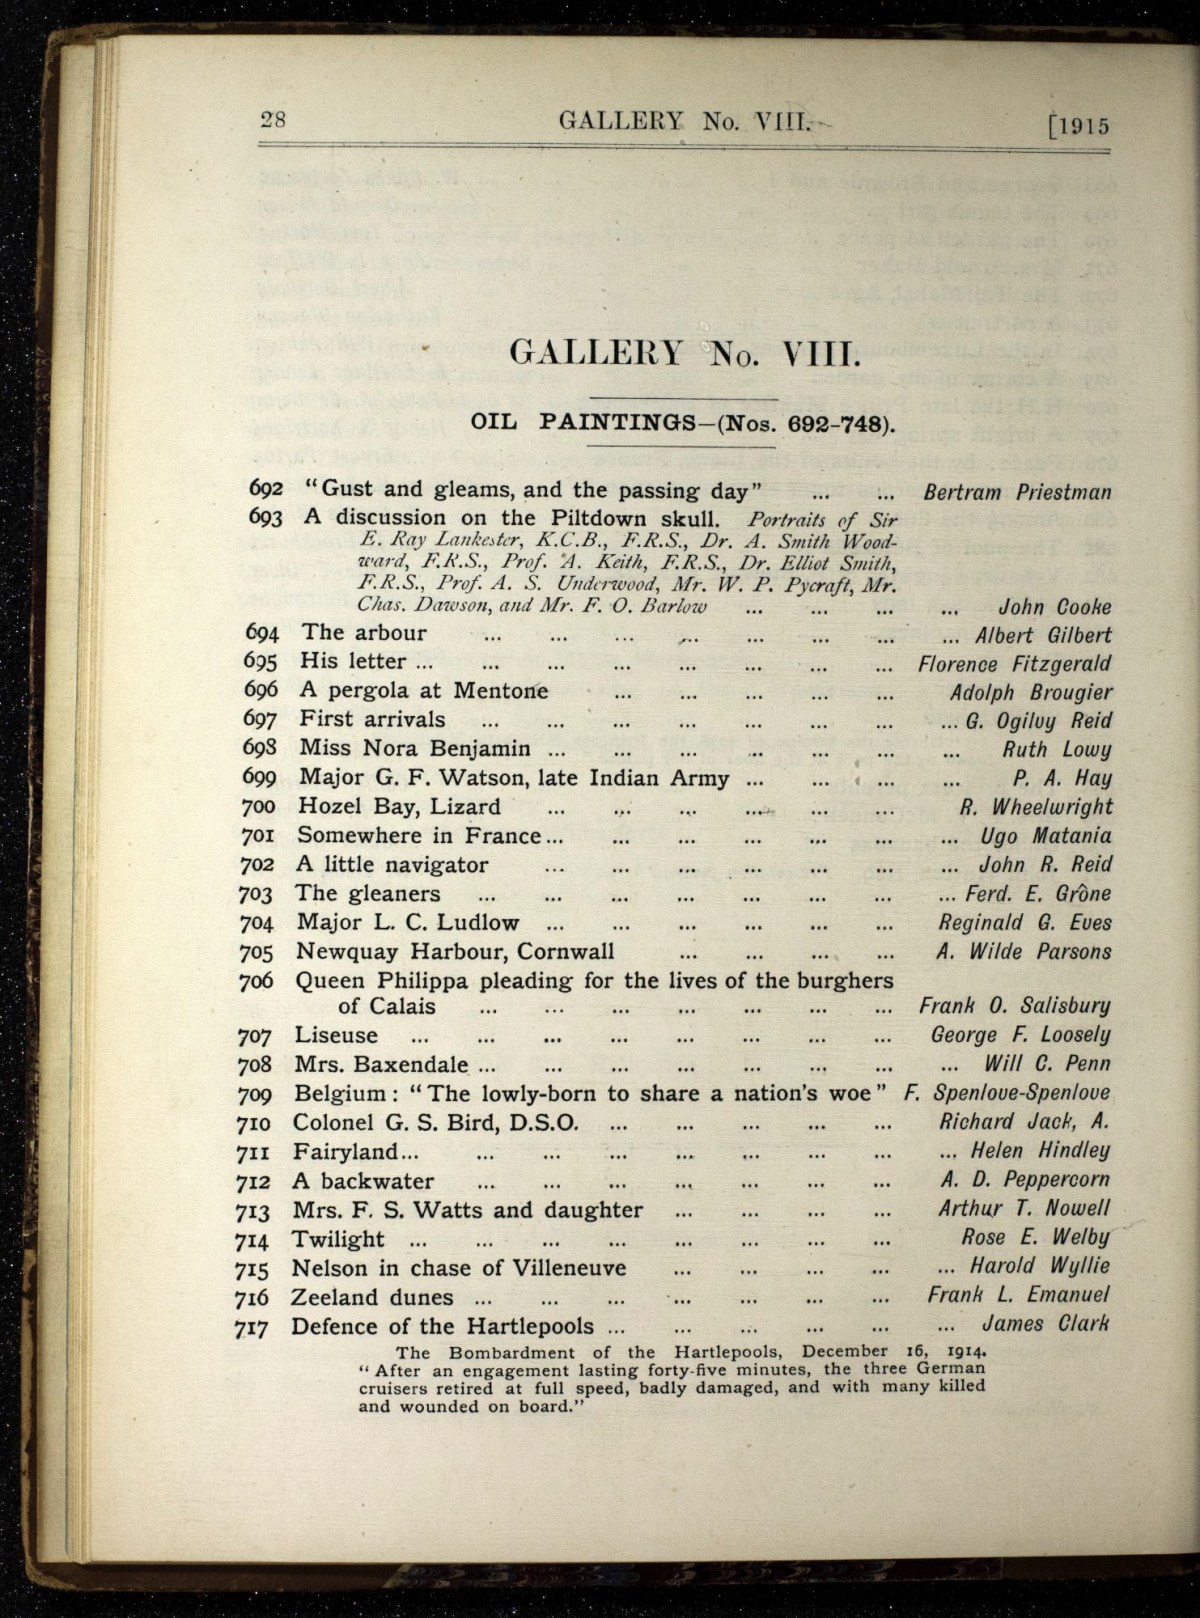 28 GALLERY No. VIII. [1915
GALLERY No. VIII.
OIL PAINTINGS—(Nos. 692-748).
692 "Gust and gleams, and the passing day" ... ... Bertram Priestman
693 A discussion on the Piltdown skull. Portraits of Sir
E. Ray Lankester, K.C.B., F.R.S., Dr. A. Smith Wood-
ward, F.R.S., Prof. A. Keith, F.R.S., Dr. Elliot Smith,
F.R.S., Prof. A. S. Underwood, Mr. W. P. Pycraft, Mr.
Chas. Dawson, and Mr. F. O. Barlow ... ... ... ... John Cooke
694 The arbour ... ... ... ... ... ... ... ... Albert Gilbert
695 His letter ... ... ... ... ... ... ... ... Florence Fitzgerald
696 A pergola at Mentone ... ... ... ... ... Adolph Brougier
697 First arrivals ... ... ... ... ... ... ... ... G. Ogilvy Reid
698 Miss Nora Benjamin ... ... ... ... ... ... ... Ruth Lowy
699 Major G. F. Watson, late Indian Army ... ... ... ... P. A. Hay
700 Hozel Bay, Lizard ... ... ... ... ... ... R. Wheelwright
701 Somewhere in France ... ... ... ... ... ... ... Ugo Matania
702 A little navigator ... ... ... ... ... ... ... John R. Reid
703 The gleaners ... ... ... ... ... ... ... ... Ferd. E. Grône
704 Major L. C. Ludlow ... ... ... ... ... ... Reginald G. Eves
705 Newquay Harbour, Cornwall ... ... ... ... A. Wilde Parsons
706 Queen Philippa pleading for the lives of the burghers
of Calais ... ... ... ... ... ... ... Frank O. Salisbury
707 Liseuse ... ... ... ... ... ... ... ... George F. Loosely
708 Mrs. Baxendale ... ... ... ... ... ... ... ... Will C. Penn
709 Belgium: "The lowly-born to share a nation's woe" F. Spenlove-Spenlove
710 Colonel G. S. Bird, D.S.O. ... ... ... ... ... Richard Jack, A.
711 Fairyland ... ... ... ... ... ... ... ... ... Helen Hindley
712 A backwater ... ... ... ... ... ... ... A. D. Peppercorn
713 Mrs. F. S. Watts and daughter ... ... ... ... Arthur T. Nowell
714 Twilight ... ... ... ... ... ... ... ... Rose E. Welby
715 Nelson in chase of Villeneuve ... ... ... ... ... Harold Wyllie
716 Zeeland dunes ... ... ... ... ... ... ... Frank L. Emanuel
717 Defence of the Hartlepools ... ... ... ... ... ... James Clark
The Bombardment of the Hartlepools, December 16, 1914.
"After an engagement lasting forty-five minutes, the three German
cruisers retired at full speed, badly damaged, and with many killed
and wounded on board."